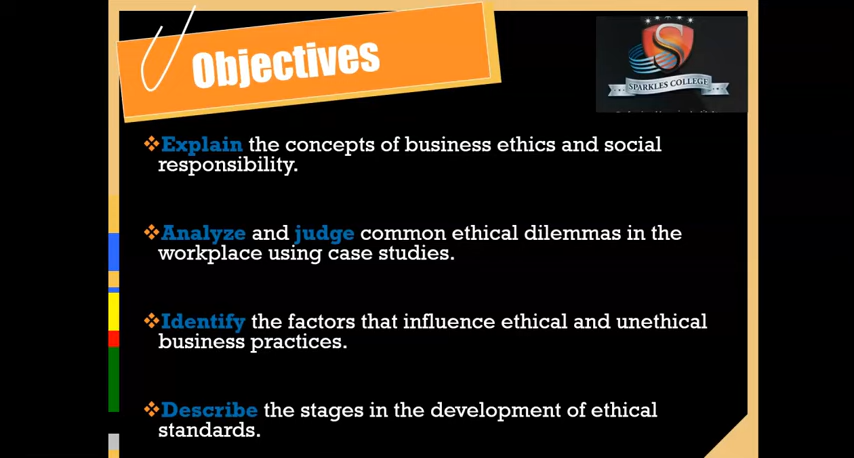 Objectives
SPARKLES COLLEGE
Explain the concepts of business ethics and social
responsibility.
Analyze and judge common ethical dilemmas in the
workplace using case studies.
Identify the factors that influence ethical and unethical
business practices.
Describe the stages in the development of ethical
standards.